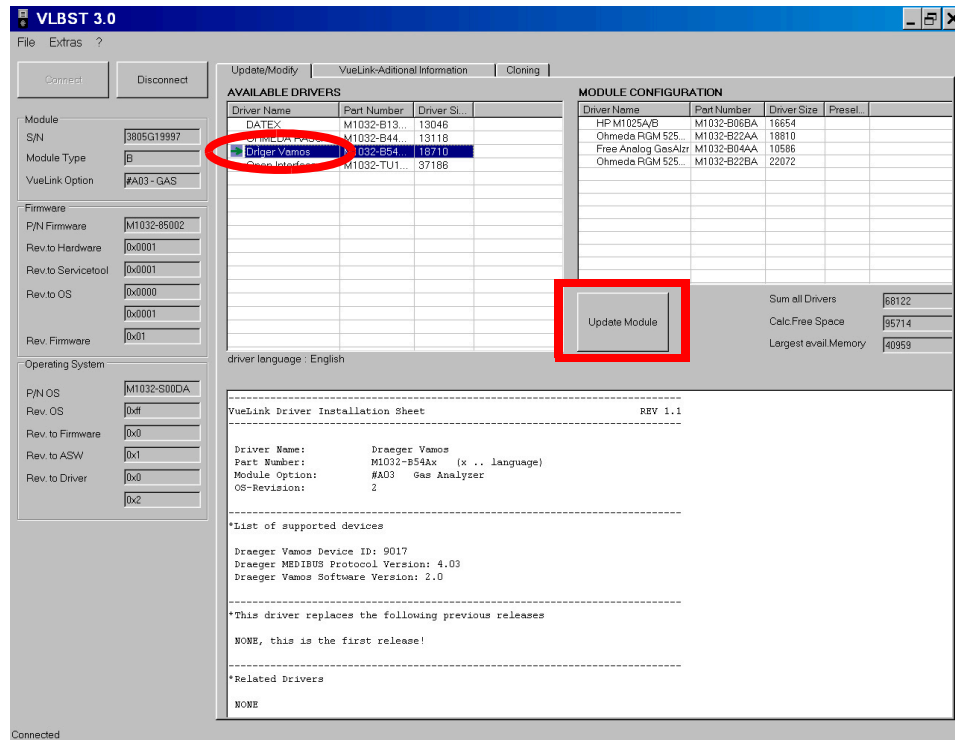 VLBST 3.0
File Extras ?
Connect Disconnect
Module
S/N 3805G19997
Module Type B
VueLink Option #A03 - GAS
Firmware
P/N Firmware M1032-85002
Rev.to Hardware 0x0001
Rev.to Servicetool 0x0001
Rev.to OS 0x0000
0x0001
Rev. Firmware 0x01
Operating System
P/N OS M1032-S00DA
Rev. OS 0xff
Rev. to Firmware 0x0
Rev. to ASW 0x1
Rev. to Driver 0x0
0x2
Update/Modify VueLink-Aditional Information Cloning
AVAILABLE DRIVERS
Driver Name Part Number Driver Si...
DATEX M1032-B13... 13046
OHMEDA RASC... M1032-B44... 13118
Drlger Vamos M1032-B54... 18710
Open Interface M1032-TU1... 37186
driver language : English
MODULE CONFIGURATION
Driver Name Part Number Driver Size Presel...
HP M1025A/B M1032-B06BA 16654
Ohmeda RGM 525... M1032-B22AA 18810
Free Analog GasAlzr M1032-B04AA 10586
Ohmeda RGM 525... M1032-B22BA 22072
Update Module
Sum all Drivers 68122
Calc.Free Space 95714
Largest avail.Memory 40959
VueLink Driver Installation Sheet REV 1.1
Driver Name: Draeger Vamos
Part Number: M1032-B54Ax (x .. language)
Module Option: #A03 Gas Analyzer
OS-Revision: 2
*List of supported devices
Draeger Vamos Device ID: 9017
Draeger MEDIBUS Protocol Version: 4.03
Draeger Vamos Software Version: 2.0
*This driver replaces the following previous releases
NONE, this is the first release!
*Related Drivers
NONE
Connected